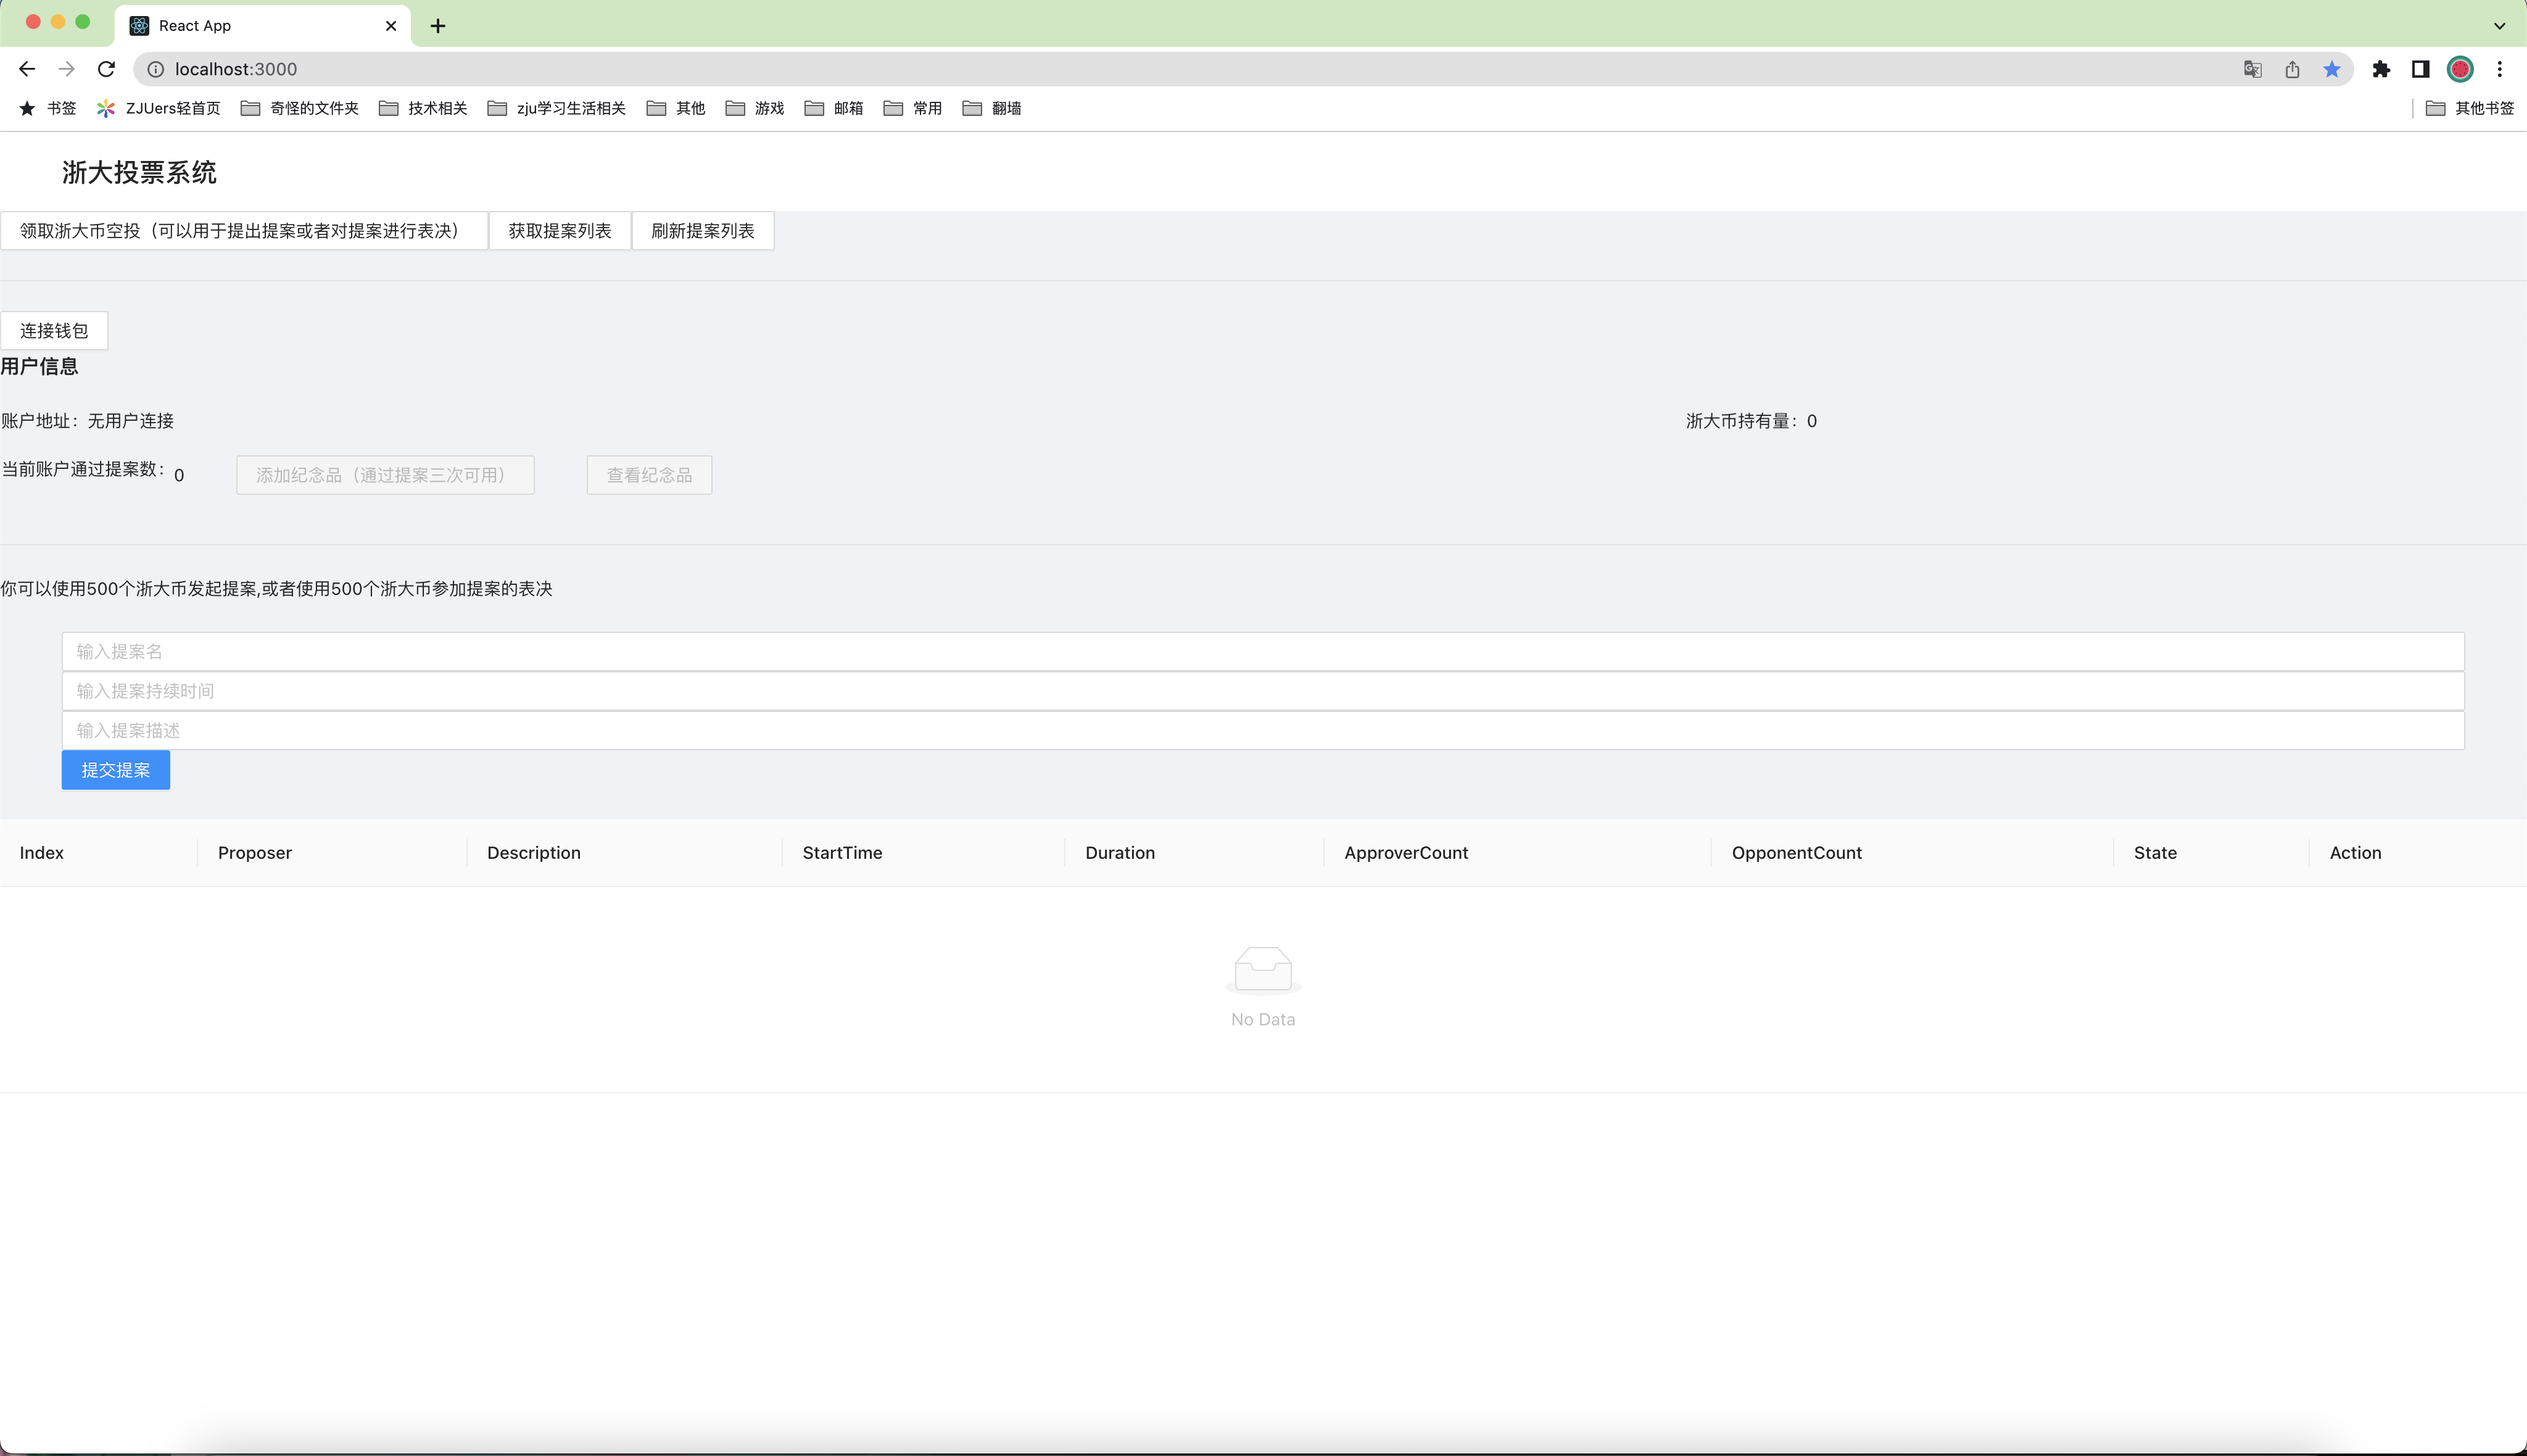 React App
localhost:3000
书签 ZJUers轻首页 奇怪的文件夹 技术相关 zju学习生活相关 其他 游戏 邮箱 常用 翻墙 其他书签
浙大投票系统
领取浙大币空投（可以用于提出提案或者对提案进行表决） 获取提案列表 刷新提案列表
连接钱包
用户信息
账户地址：无用户连接 浙大币持有量：0
当前账户通过提案数：0 添加纪念品（通过提案三次可用） 查看纪念品
你可以使用500个浙大币发起提案,或者使用500个浙大币参加提案的表决
输入提案名
输入提案持续时间
输入提案描述
提交提案
Index Proposer Description StartTime Duration ApproverCount OpponentCount State Action
No Data